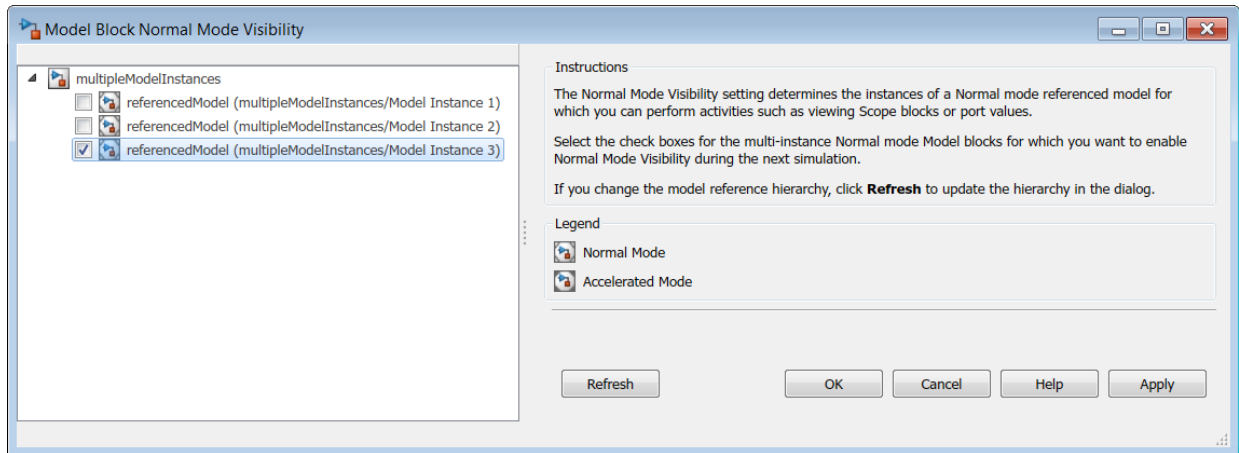 Model Block Normal Mode Visibility
multipleModelInstances
referencedModel (multipleModelInstances/Model Instance 1)
referencedModel (multipleModelInstances/Model Instance 2)
referencedModel (multipleModelInstances/Model Instance 3)
Instructions
The Normal Mode Visibility setting determines the instances of a Normal mode referenced model for
which you can perform activities such as viewing Scope blocks or port values.
Select the check boxes for the multi-instance Normal mode Model blocks for which you want to enable
Normal Mode Visibility during the next simulation.
If you change the model reference hierarchy, click Refresh to update the hierarchy in the dialog.
Legend
Normal Mode
Accelerated Mode
Refresh OK Cancel Help Apply